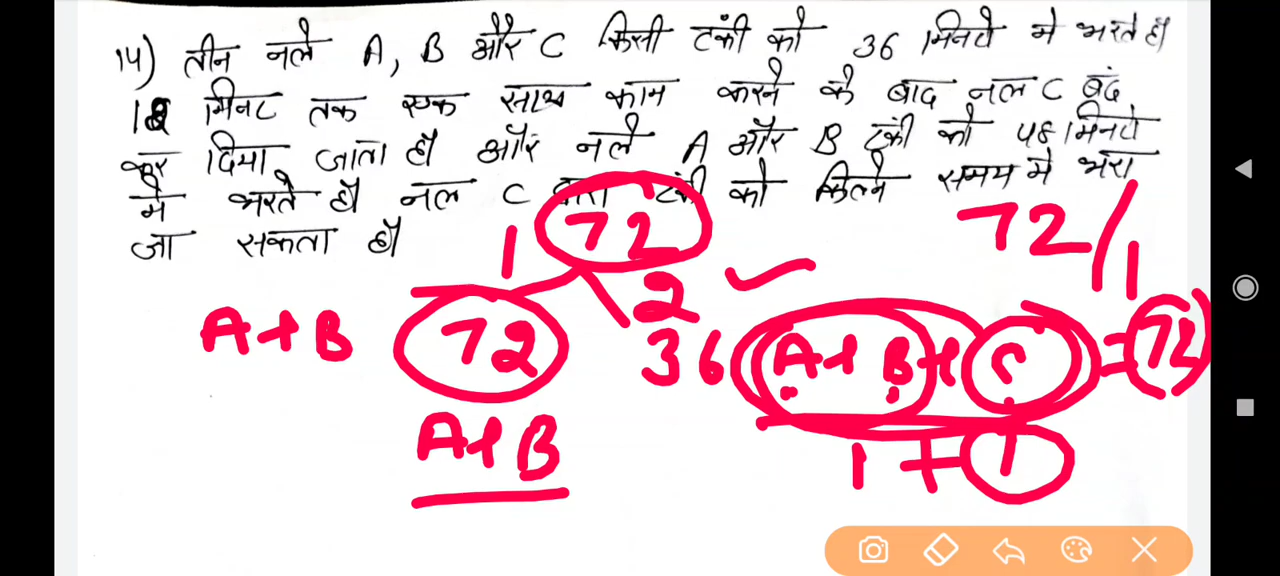 14) तीन नले A, B और C किसी टंकी को 36 मिनटो मे भरते हैं
18 मिनट तक एक साथ काम करने के बाद नल C बंद
कर दिया जाता हैं और नले A और B टंकी को 48 मिनटो
मे भरते हैं नल C द्वारा टंकी को कितने समय मे भरा
जा सकता हैं
1 72 72/1
2
A+B 72 36 (A+B+C) = 72
A+B 1 + 1